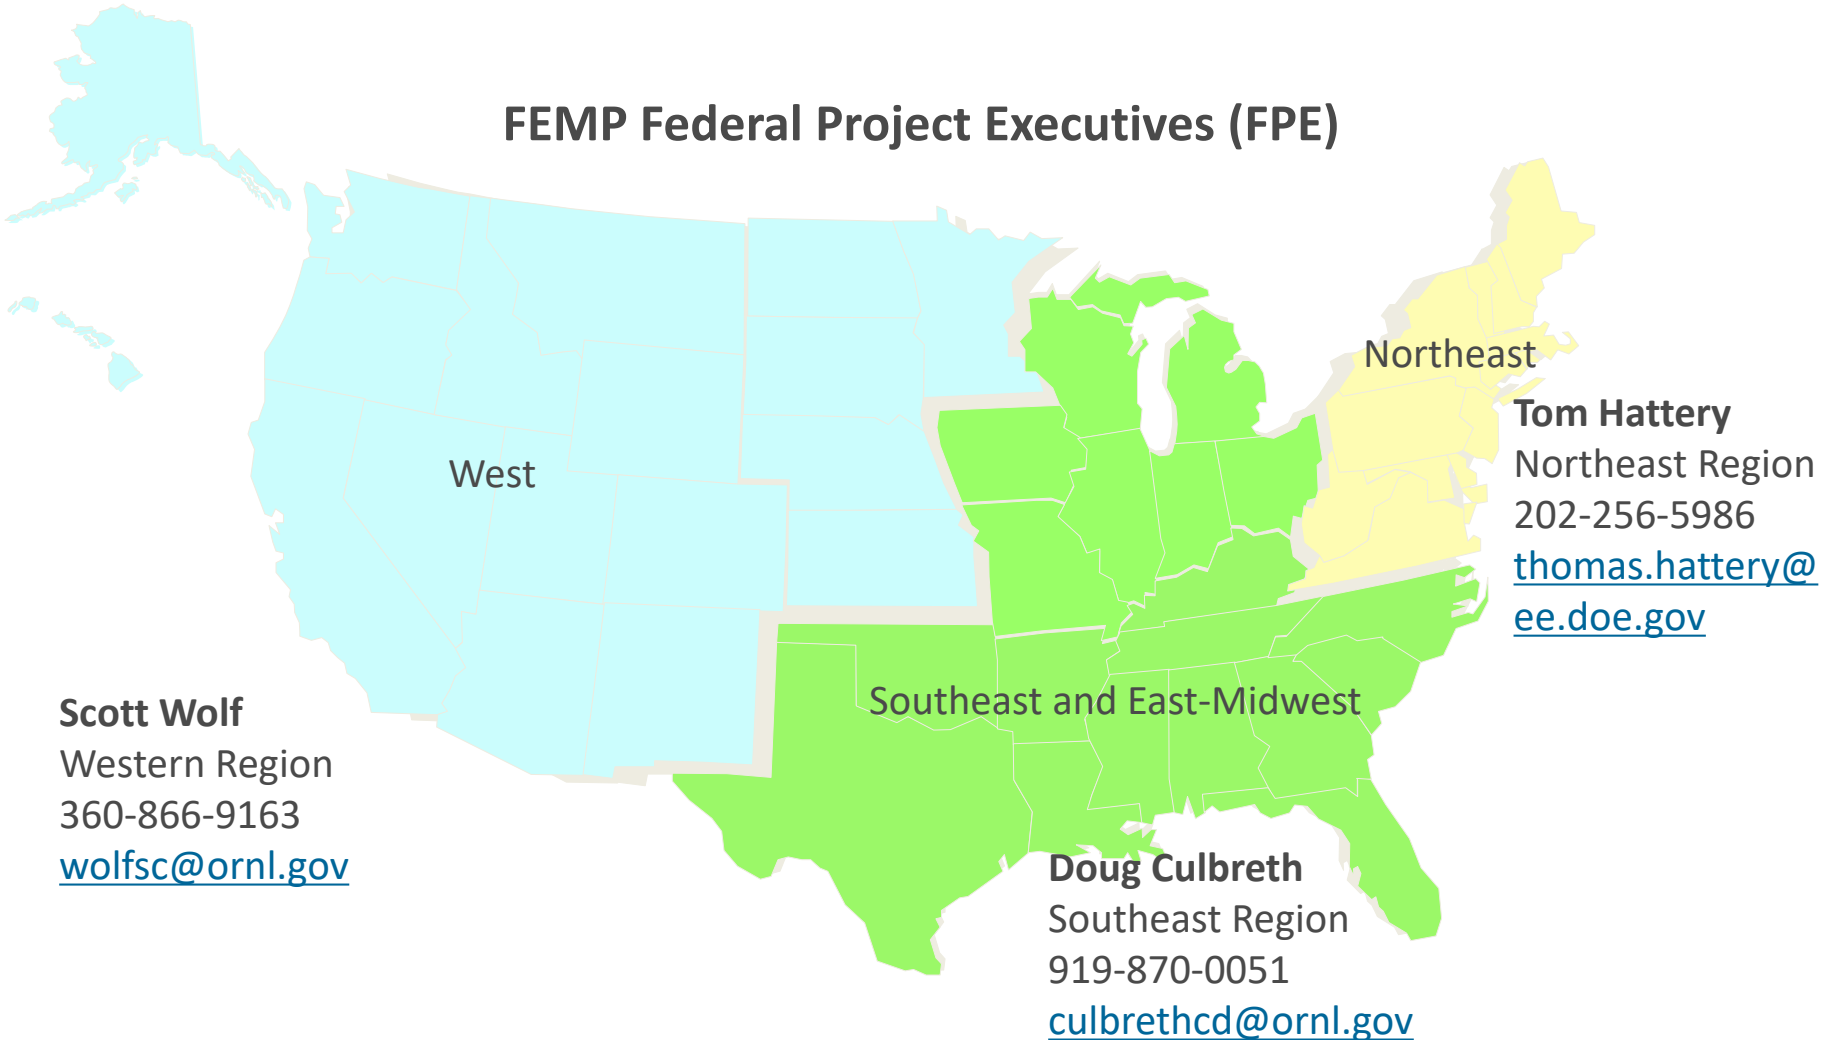 FEMP Federal Project Executives (FPE)
Northeast
Tom Hattery
Northeast Region
202-256-5986
thomas.hattery@
ee.doe.gov
West
Southeast and East-Midwest
Scott Wolf
Western Region
360-866-9163
wolfsc@ornl.gov
Doug Culbreth
Southeast Region
919-870-0051
culbrethcd@ornl.gov